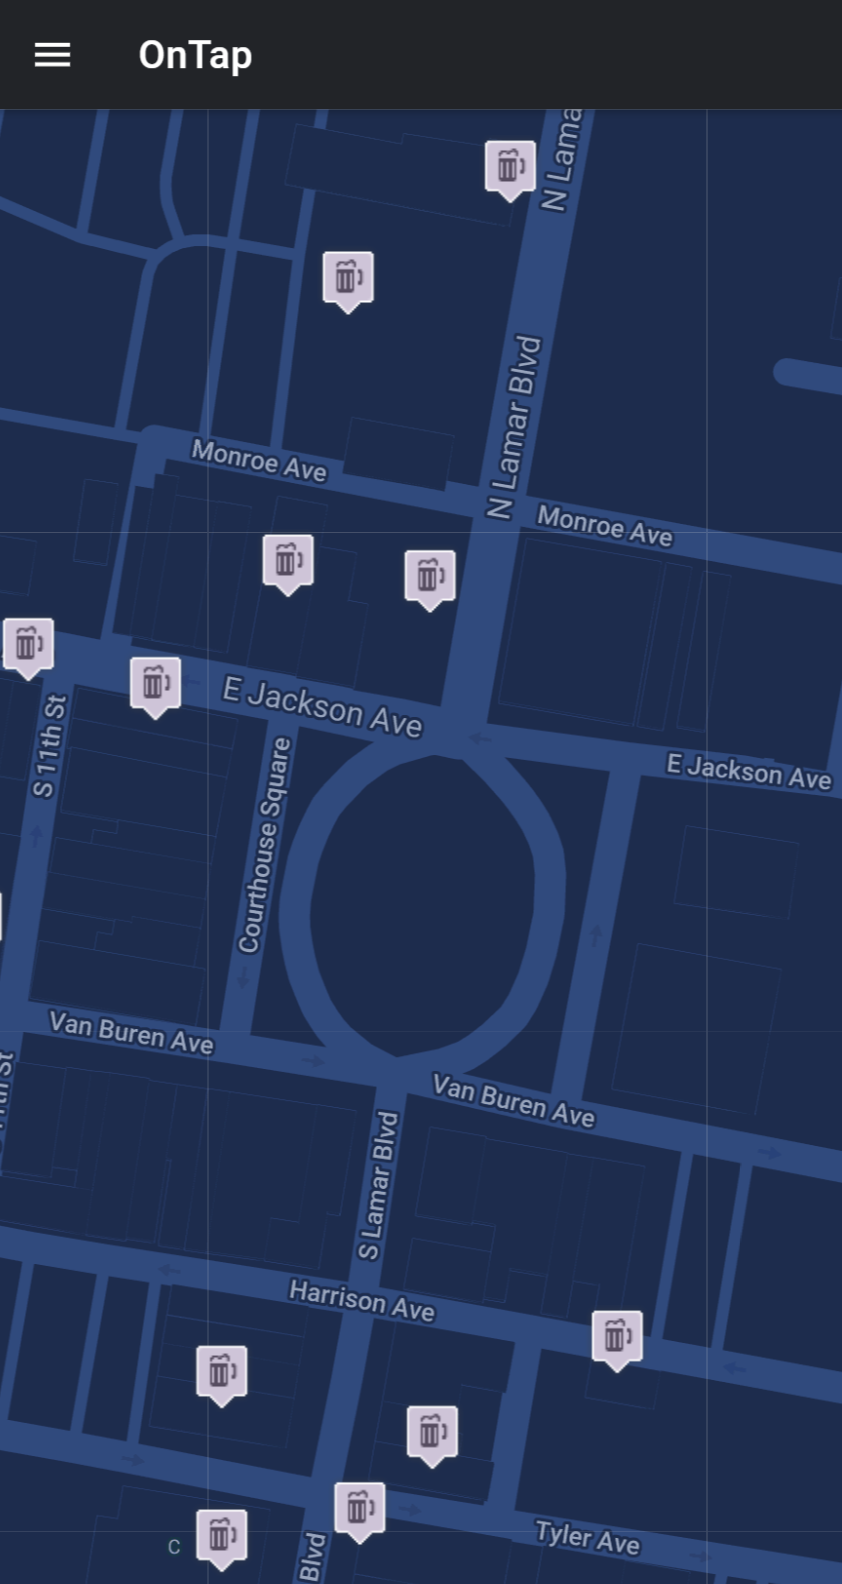 OnTap
N Lama
N Lamar Blvd
Monroe Ave
Monroe Ave
E Jackson Ave
E Jackson Ave
S 11th St
Courthouse Square
Van Buren Ave
Van Buren Ave
S Lamar Blvd
Harrison Ave
Tyler Ave
Blvd
C